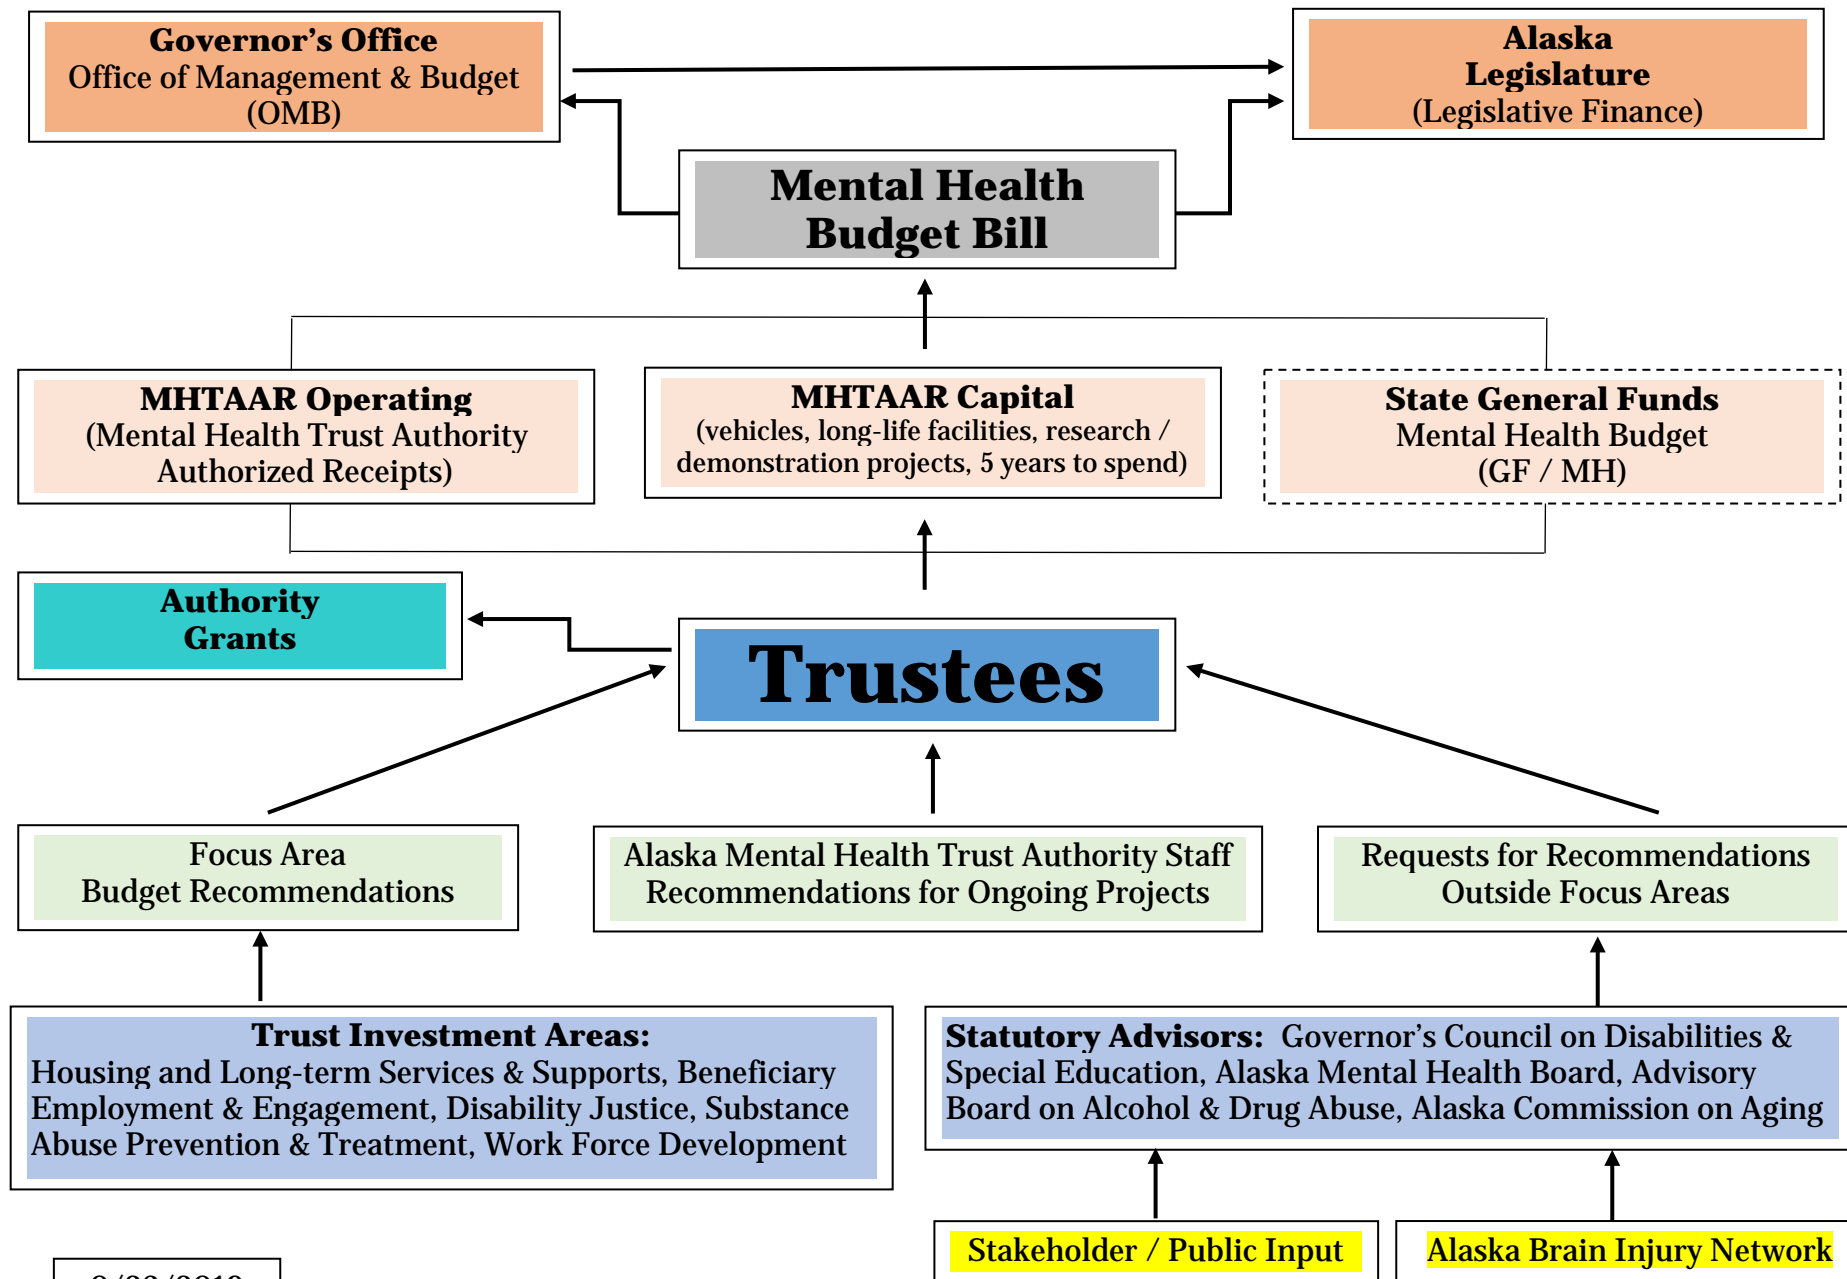 Governor's Office
Office of Management & Budget
(OMB)
Alaska
Legislature
(Legislative Finance)
Mental Health
Budget Bill
MHTAAR Operating
(Mental Health Trust Authority
Authorized Receipts)
MHTAAR Capital
(vehicles, long-life facilities, research /
demonstration projects, 5 years to spend)
State General Funds
Mental Health Budget
(GF / MH)
Authority
Grants
Trustees
Focus Area
Budget Recommendations
Alaska Mental Health Trust Authority Staff
Recommendations for Ongoing Projects
Requests for Recommendations
Outside Focus Areas
Trust Investment Areas:
Housing and Long-term Services & Supports, Beneficiary
Employment & Engagement, Disability Justice, Substance
Abuse Prevention & Treatment, Work Force Development
Statutory Advisors: Governor's Council on Disabilities &
Special Education, Alaska Mental Health Board, Advisory
Board on Alcohol & Drug Abuse, Alaska Commission on Aging
Stakeholder / Public Input
Alaska Brain Injury Network